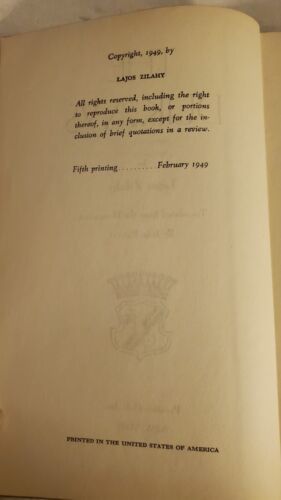 Copyright, 1949, by
LAJOS ZILAHY
All rights reserved, including the right
to reproduce this book, or portions
thereof, in any form, except for the in-
clusion of brief quotations in a review.
Fifth printing.........February 1949
PRINTED IN THE UNITED STATES OF AMERICA